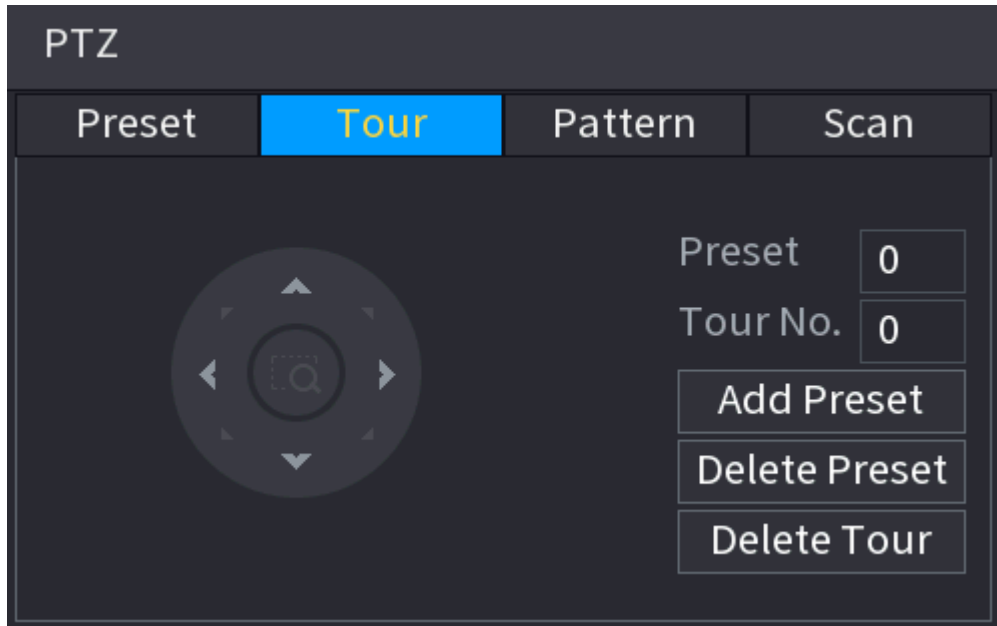 PTZ
Preset Tour Pattern Scan
Preset 0
Tour No. 0
Add Preset
Delete Preset
Delete Tour